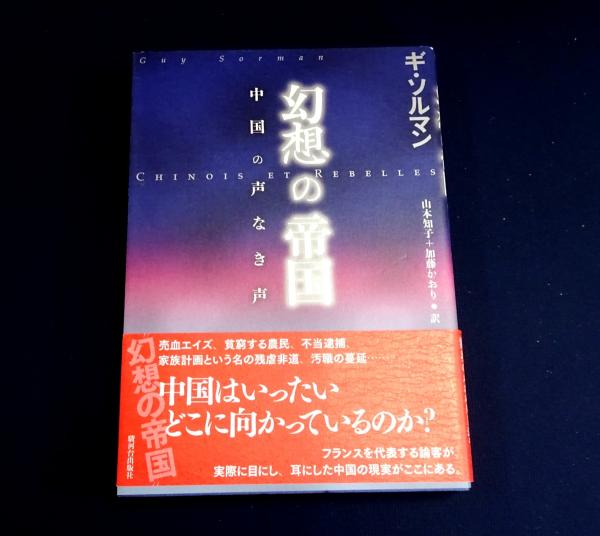 Guy Sorman
ギ・ソルマン
幻想の帝国
中国の声なき声
CHINOIS ET REBELLES
山本知子+加藤かおり●訳
売血エイズ、貧窮する農民、不当逮捕、
家族計画という名の残虐非道、汚職の蔓延………
中国はいったい
どこに向かっているのか?
フランスを代表する論客が、
実際に目にし、耳にした中国の現実がここにある。
"幻想の帝国"
駿河台出版社